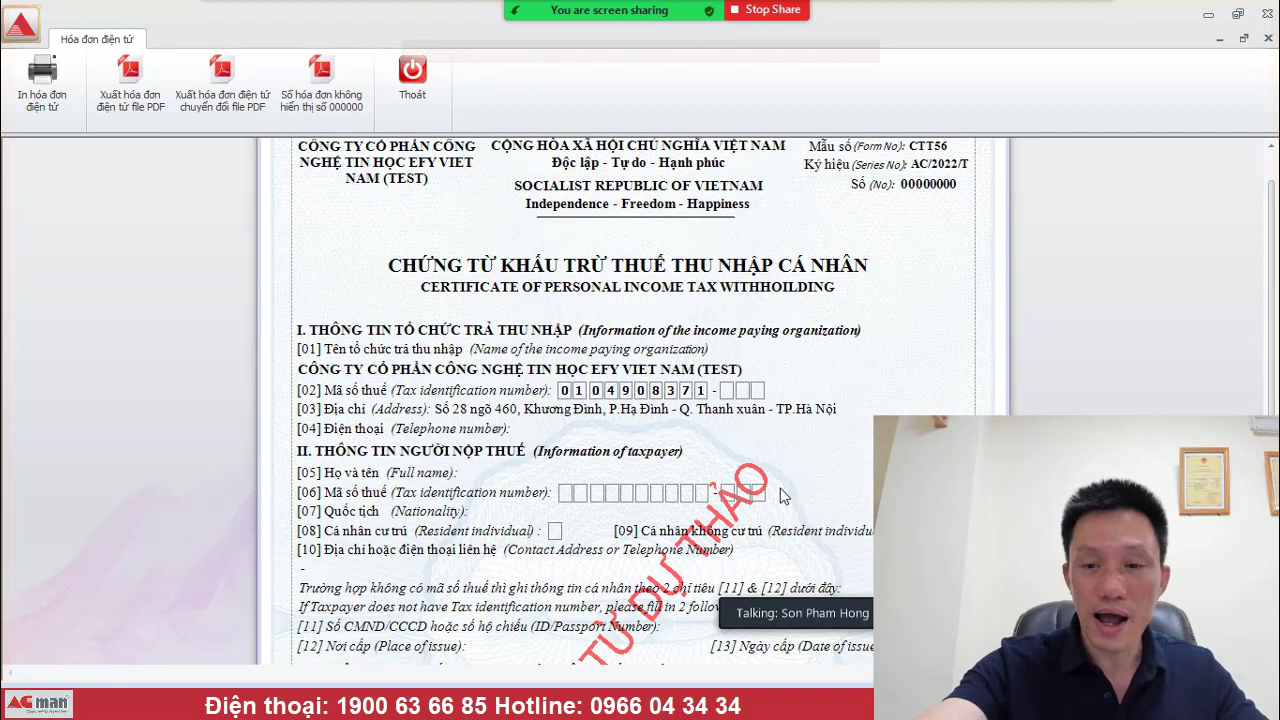 You are screen sharing
Stop Share
Hóa đơn điện tử
In hóa đơn
điện tử
Xuất hóa đơn
điện tử file PDF
Xuất hóa đơn điện tử
chuyển đổi file PDF
Số hóa đơn không
hiển thị số 000000
Thoát
CÔNG TY CỔ PHẦN CÔNG
NGHỆ TIN HỌC EFY VIET
NAM (TEST)
CỘNG HÒA XÃ HỘI CHỦ NGHĨA VIỆT NAM
Độc lập - Tự do - Hạnh phúc
SOCIALIST REPUBLIC OF VIETNAM
Independence - Freedom - Happiness
Mẫu số (Form No): CTT56
Ký hiệu (Series No): AC/2022/T
Số (No): 00000000
CHỨNG TỪ KHẤU TRỪ THUẾ THU NHẬP CÁ NHÂN
CERTIFICATE OF PERSONAL INCOME TAX WITHHOILDING
I. THÔNG TIN TỔ CHỨC TRẢ THU NHẬP (Information of the income paying organization)
[01] Tên tổ chức trả thu nhập (Name of the income paying organization)
CÔNG TY CỔ PHẦN CÔNG NGHỆ TIN HỌC EFY VIET NAM (TEST)
[02] Mã số thuế (Tax identification number): 0104908371 -
[03] Địa chỉ (Address): Số 28 ngõ 460, Khương Đình, P.Hạ Đình - Q. Thanh xuân - TP.Hà Nội
[04] Điện thoại (Telephone number):
II. THÔNG TIN NGƯỜI NỘP THUẾ (Information of taxpayer)
[05] Họ và tên (Full name):
[06] Mã số thuế (Tax identification number): -
[07] Quốc tịch (Nationality):
[08] Cá nhân cư trú (Resident individual) : [09] Cá nhân không cư trú (Resident individu
[10] Địa chỉ hoặc điện thoại liên hệ (Contact Address or Telephone Number)
-
Trường hợp không có mã số thuế thì ghi thông tin cá nhân theo 2 chỉ tiêu [11] & [12] dưới đây:
If Taxpayer does not have Tax identification number, please fill in 2 follow
[11] Số CMND/CCCD hoặc số hộ chiếu (ID/Passport Number):
[12] Nơi cấp (Place of issue): [13] Ngày cấp (Date of issue
TỪ DỰ THẢO
Talking: Son Pham Hong
ACman
Điện thoại: 1900 63 66 85 Hotline: 0966 04 34 34